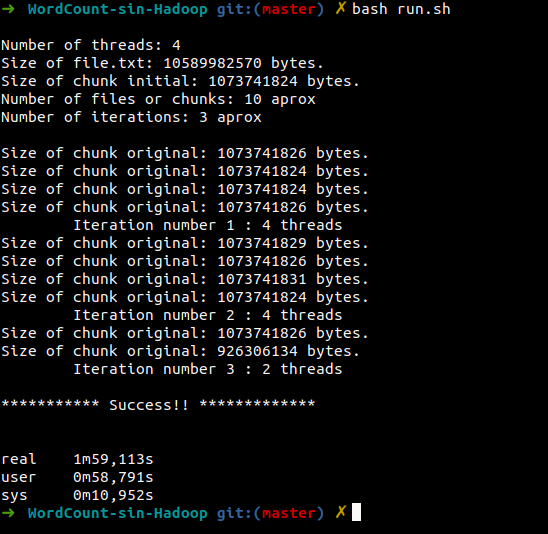 ➜ WordCount-sin-Hadoop git:(master) ✗ bash run.sh
Number of threads: 4
Size of file.txt: 10589982570 bytes.
Size of chunk initial: 1073741824 bytes.
Number of files or chunks: 10 aprox
Number of iterations: 3 aprox
Size of chunk original: 1073741826 bytes.
Size of chunk original: 1073741824 bytes.
Size of chunk original: 1073741824 bytes.
Size of chunk original: 1073741826 bytes.
Iteration number 1 : 4 threads
Size of chunk original: 1073741829 bytes.
Size of chunk original: 1073741826 bytes.
Size of chunk original: 1073741831 bytes.
Size of chunk original: 1073741824 bytes.
Iteration number 2 : 4 threads
Size of chunk original: 1073741826 bytes.
Size of chunk original: 926306134 bytes.
Iteration number 3 : 2 threads
*********** Success!! *************
real 1m59,113s
user 0m58,791s
sys 0m10,952s
➜ WordCount-sin-Hadoop git:(master) ✗